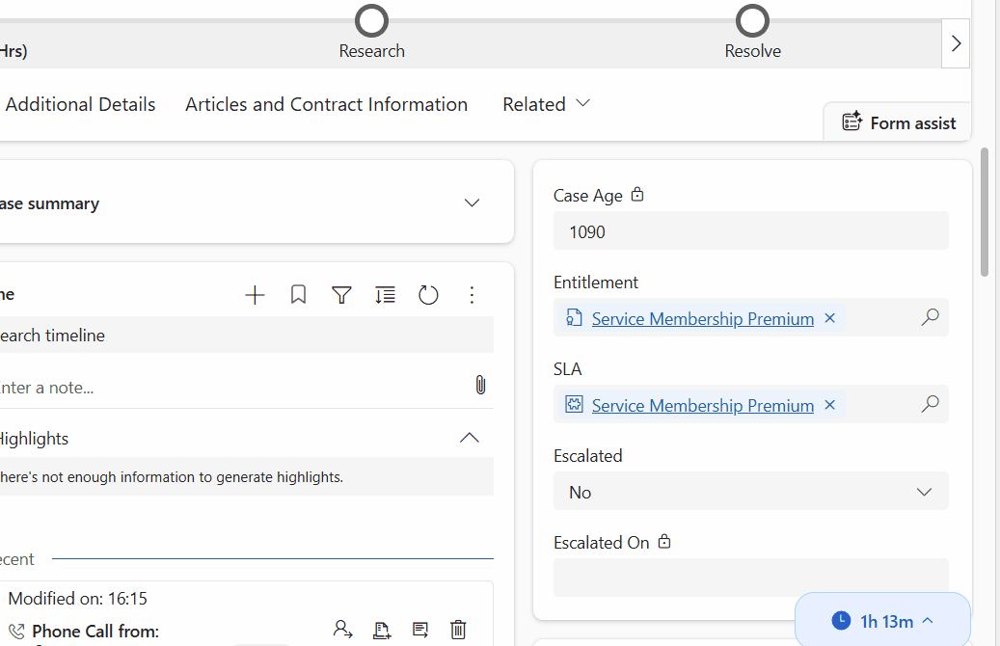 Hrs)
Research
Resolve
Additional Details
Articles and Contract Information
Related
Form assist
ase summary
Case Age
1090
Entitlement
Service Membership Premium
SLA
Service Membership Premium
Escalated
No
Escalated On
ne
earch timeline
nter a note...
Highlights
here's not enough information to generate highlights.
ecent
Modified on: 16:15
Phone Call from:
1h 13m